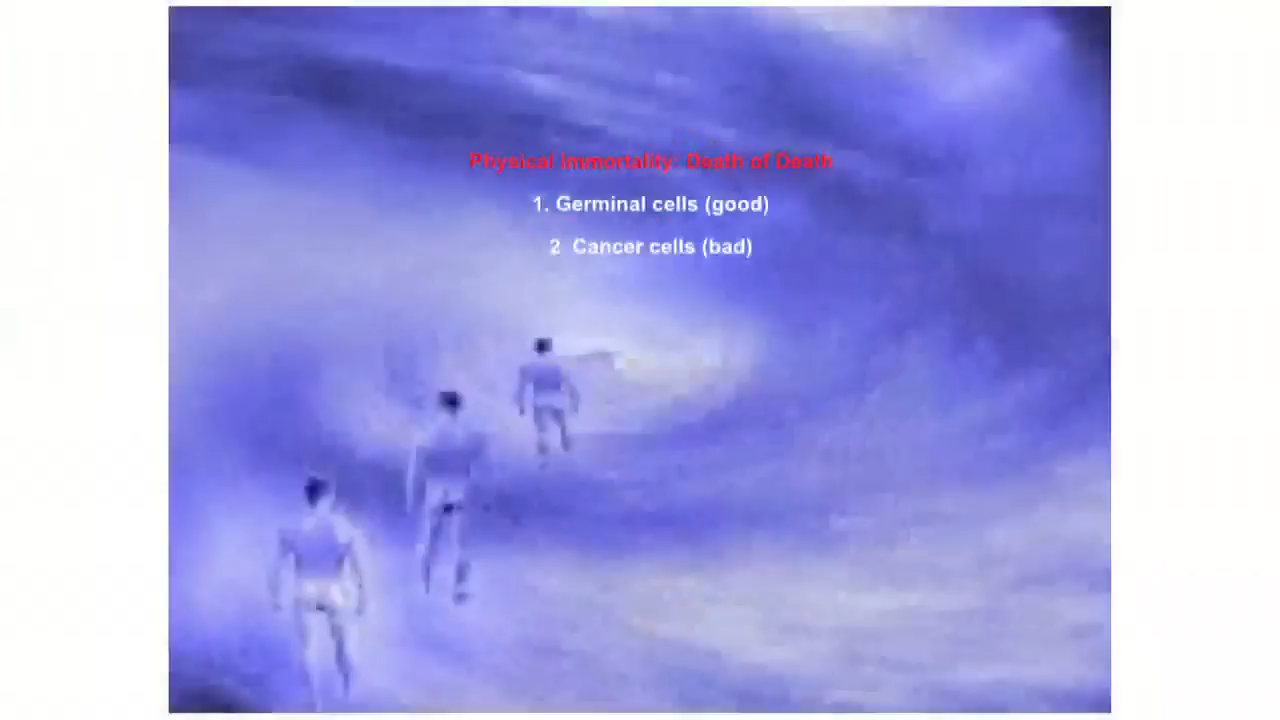 Physical Immortality: Death of Death
1. Germinal cells (good)
2 Cancer cells (bad)